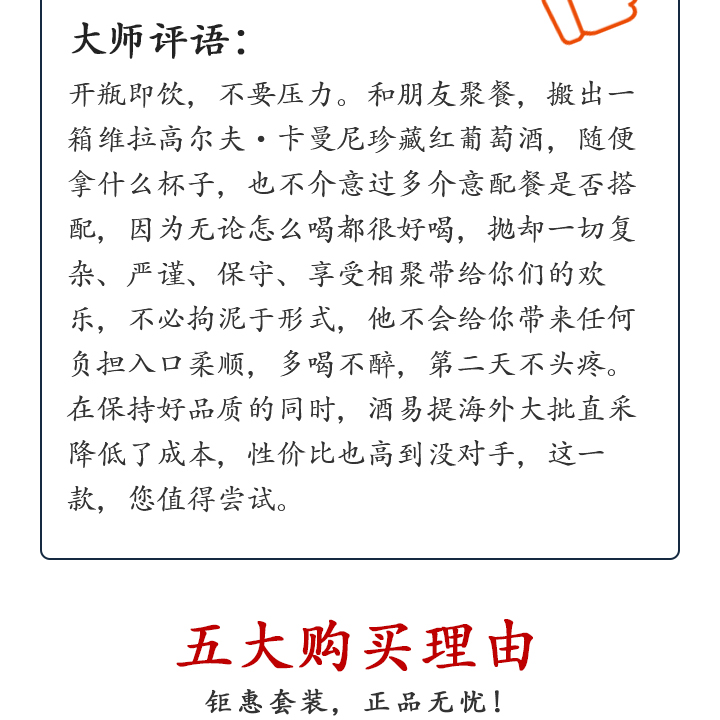 大师评语：
开瓶即饮，不要压力。和朋友聚餐，搬出一
箱维拉高尔夫·卡曼尼珍藏红葡萄酒，随便
拿什么杯子，也不介意过多介意配餐是否搭
配，因为无论怎么喝都很好喝，抛却一切复
杂、严谨、保守、享受相聚带给你们的欢
乐，不必拘泥于形式，他不会给你带来任何
负担入口柔顺，多喝不醉，第二天不头疼。
在保持好品质的同时，酒易提海外大批直采
降低了成本，性价比也高到没对手，这一
款，您值得尝试。
五大购买理由
钜惠套装，正品无忧！